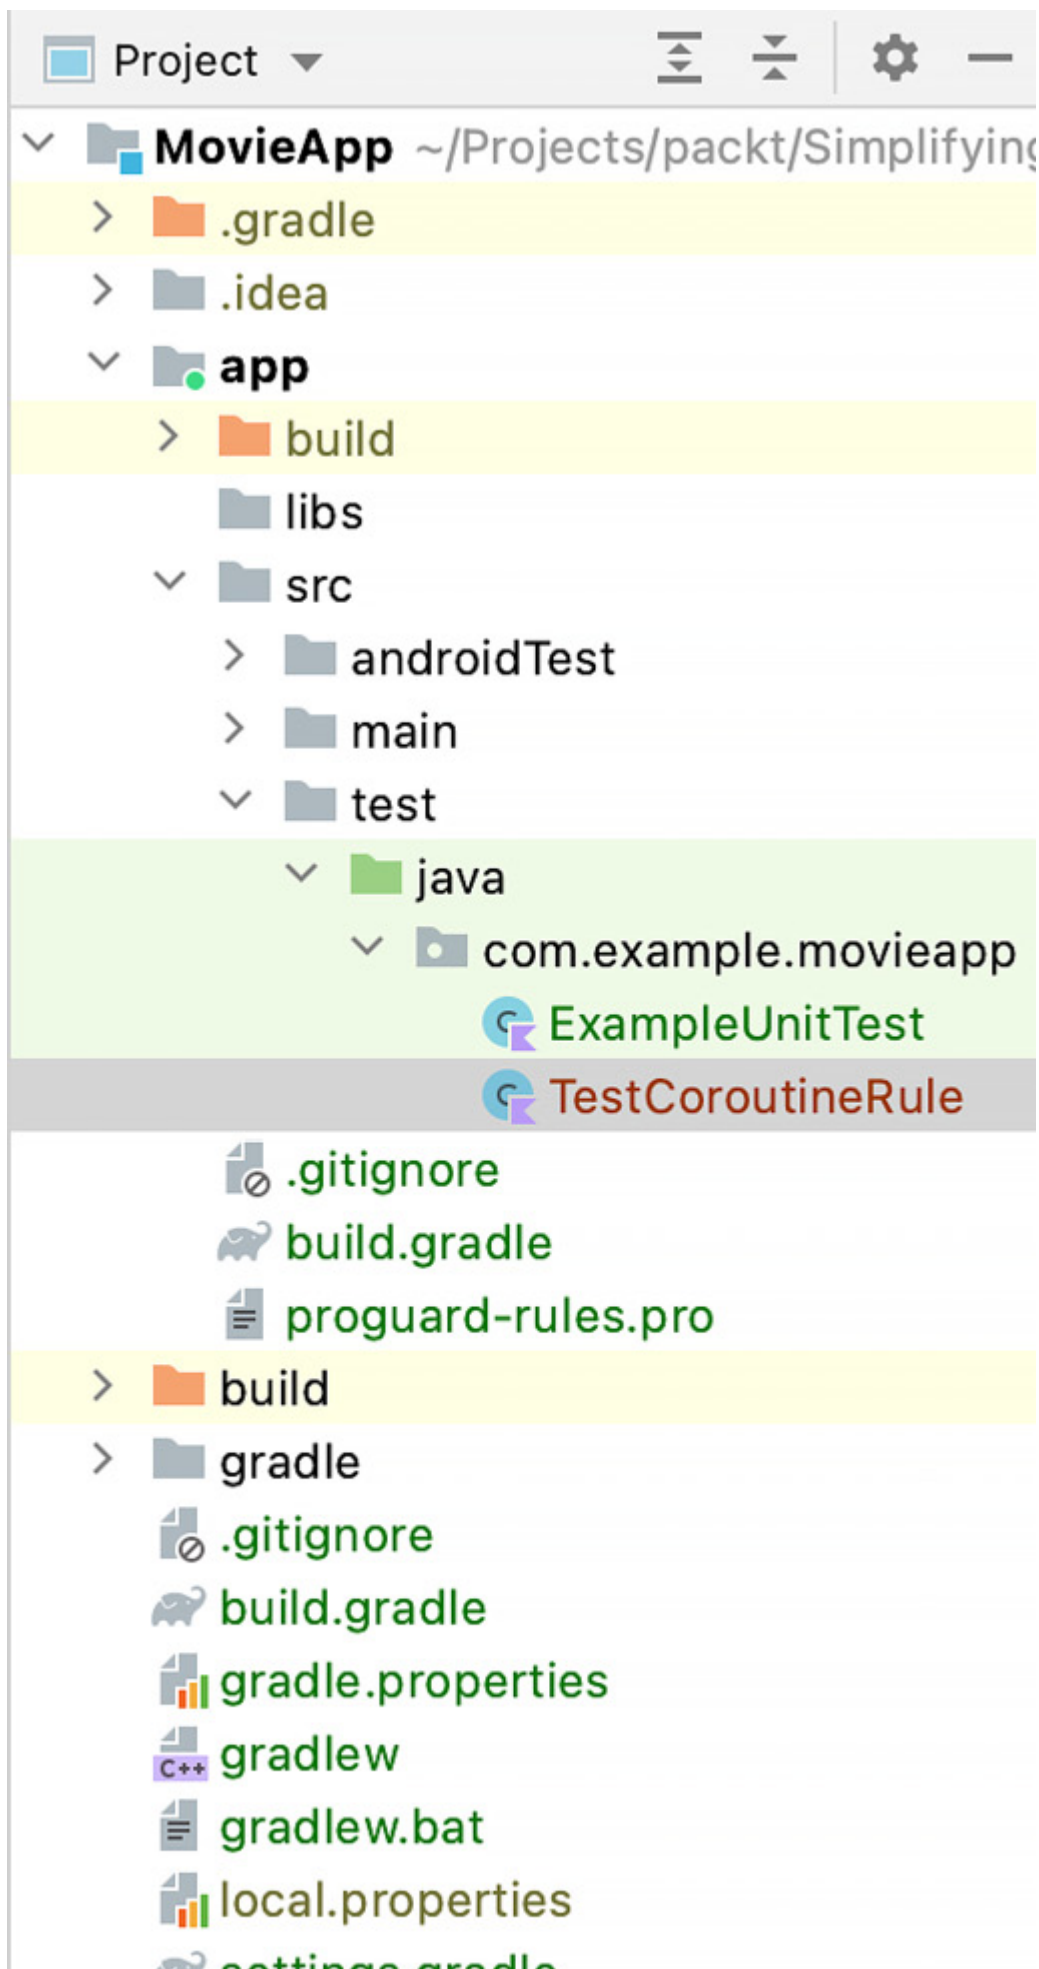 Project
MovieApp ~/Projects/packt/Simplifying
.gradle
.idea
app
build
libs
src
androidTest
main
test
java
com.example.movieapp
ExampleUnitTest
TestCoroutineRule
.gitignore
build.gradle
proguard-rules.pro
build
gradle
.gitignore
build.gradle
gradle.properties
C++ gradlew
gradlew.bat
local.properties
settings.gradle